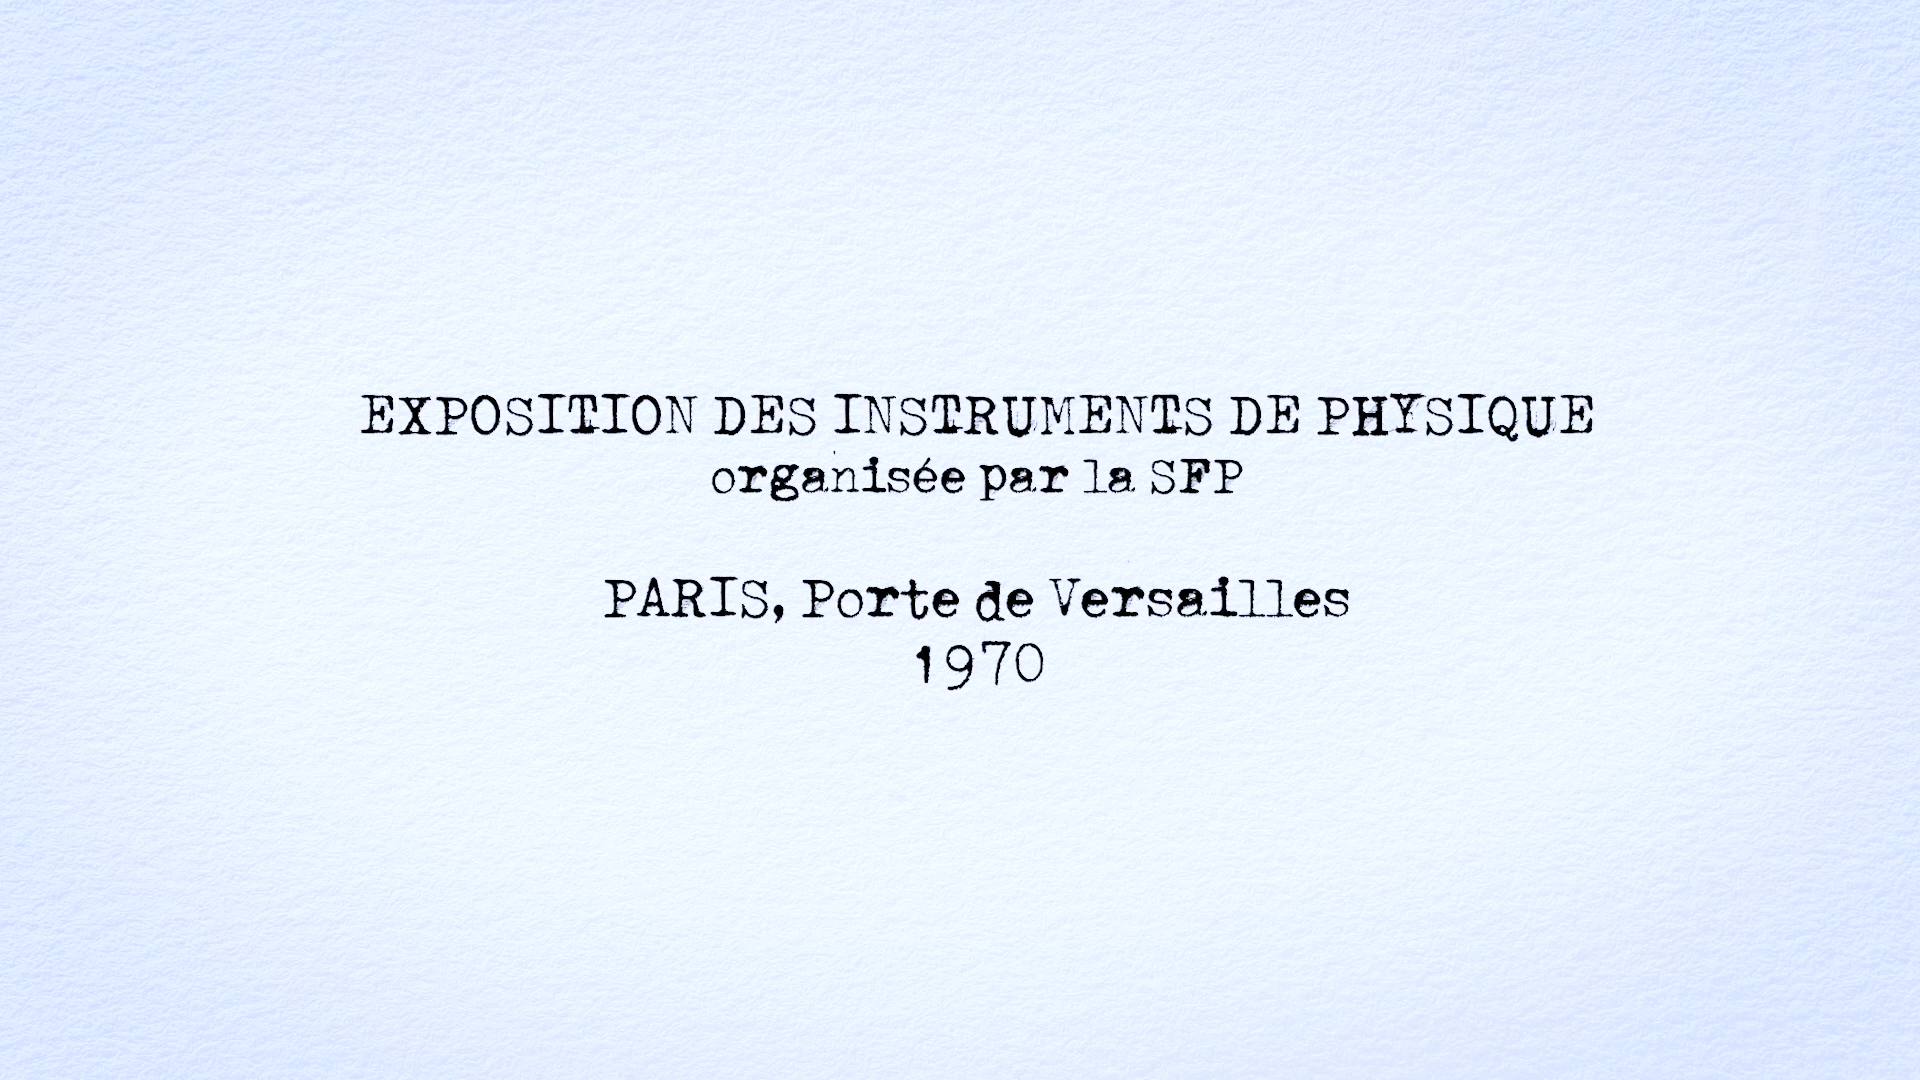 EXPOSITION DES INSTRUMENTS DE PHYSIQUE
organisée par la SFP
PARIS, Porte de Versailles
1970